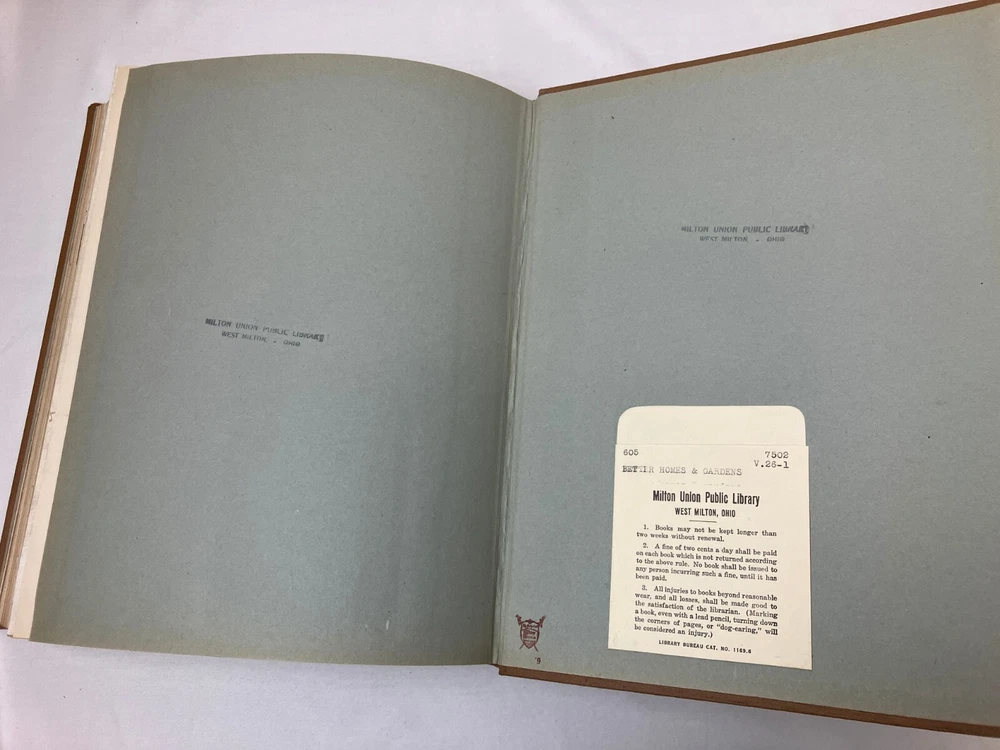 MILTON UNION PUBLIC LIBRARY
WEST MILTON - OHIO
MILTON UNION PUBLIC LIBRARY
WEST MILTON - OHIO
605 7502
BETTIR HOMES & GARDENS V.26-1
Milton Union Public Library
WEST MILTON, OHIO
1. Books may not be kept longer than
two weeks without renewal.
2. A fine of two cents a day shall be paid
on each book which is not returned according
to the above rule. No book shall be issued to
any person incurring such a fine, until it has
been paid.
3. All injuries to books beyond reasonable
wear, and all losses, shall be made good to
the satisfaction of the librarian. (Marking
a book, even with a lead pencil, turning down
the corners of pages, or "dog-earing," will
be considered an injury.)
LIBRARY BUREAU CAT. NO. 1169.6
'9